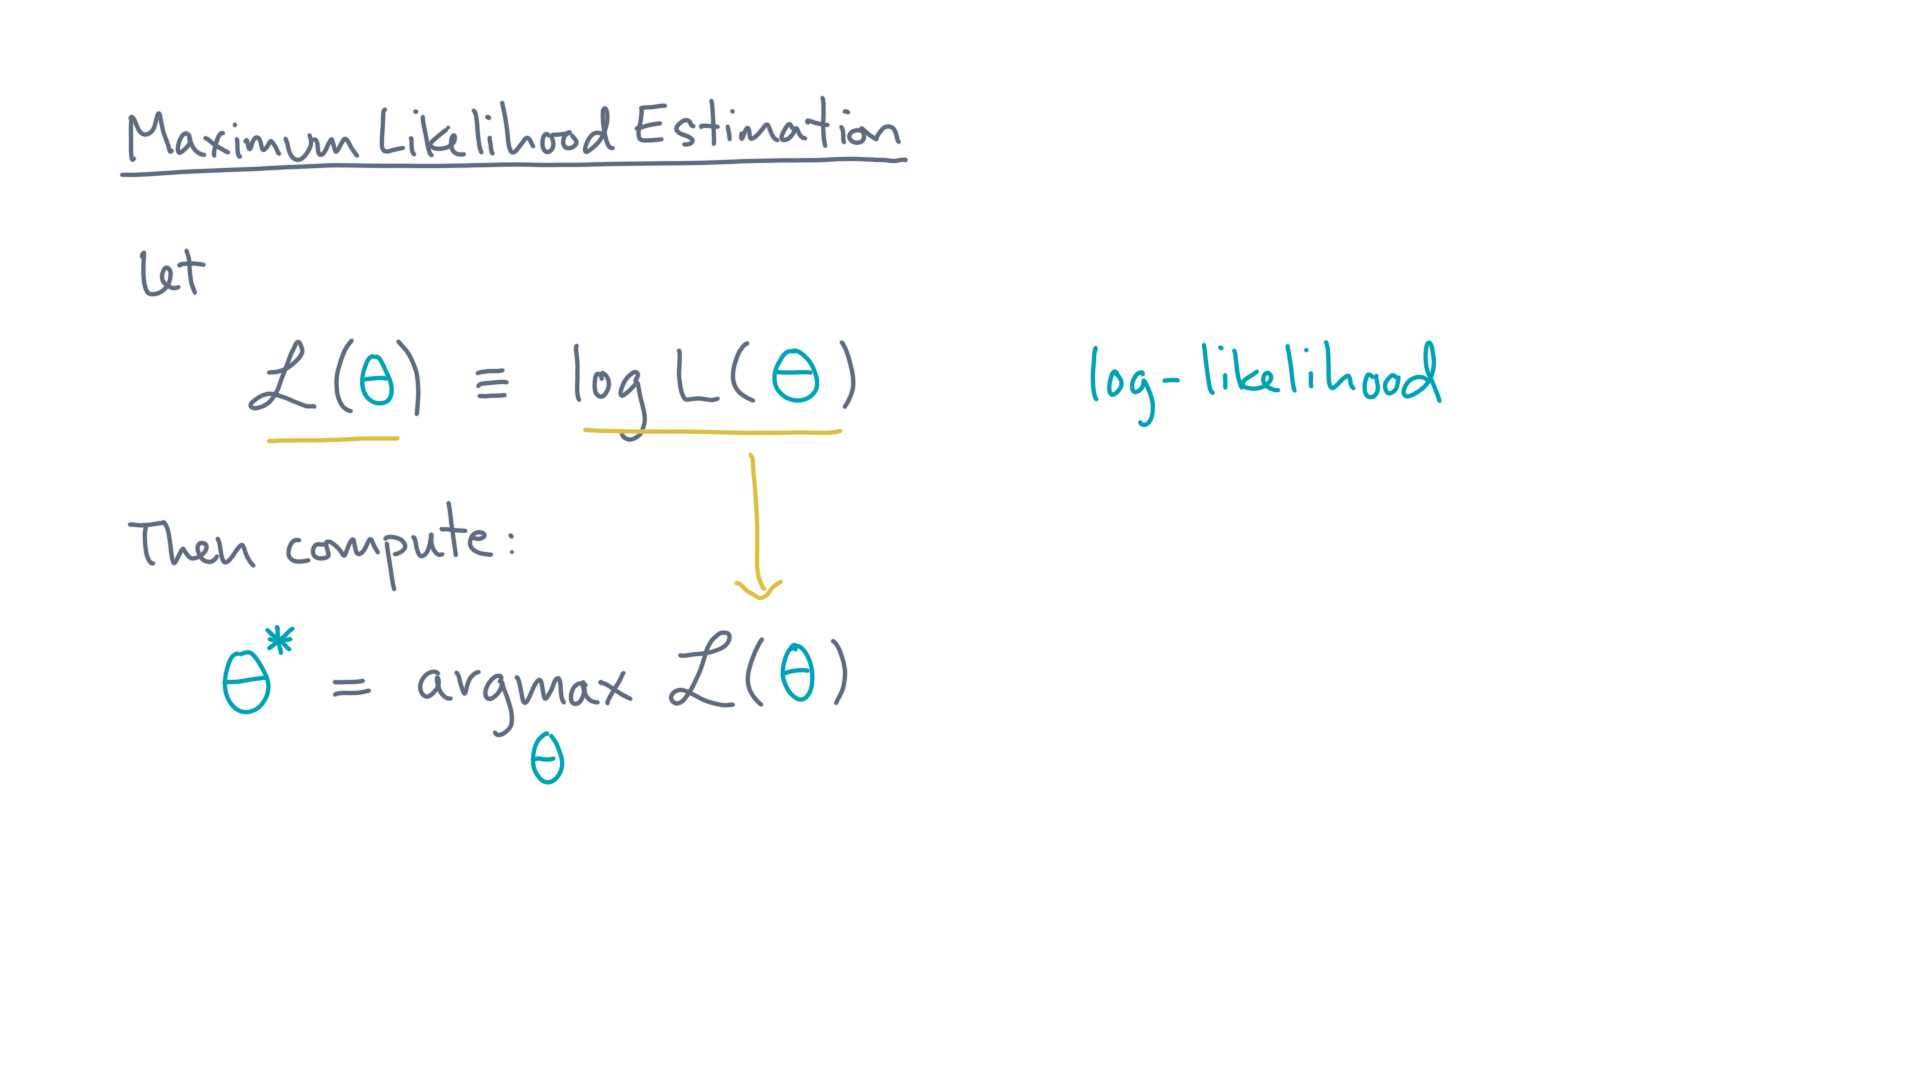 Maximum Likelihood Estimation
let
ℒ(θ) ≡ log L(θ)
log-likelihood
Then compute:
θ* = argmax ℒ(θ)
θ